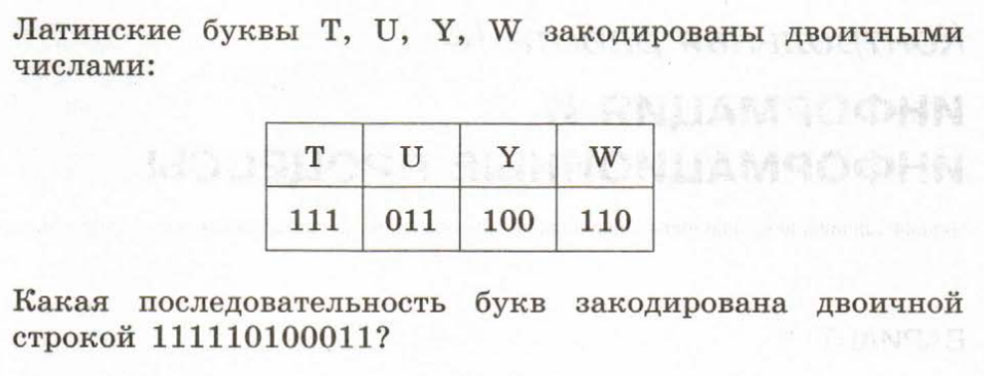 Латинские буквы T, U, Y, W закодированы двоичными
числами:
T U Y W
111 011 100 110
Какая последовательность букв закодирована двоичной
строкой 111110100011?